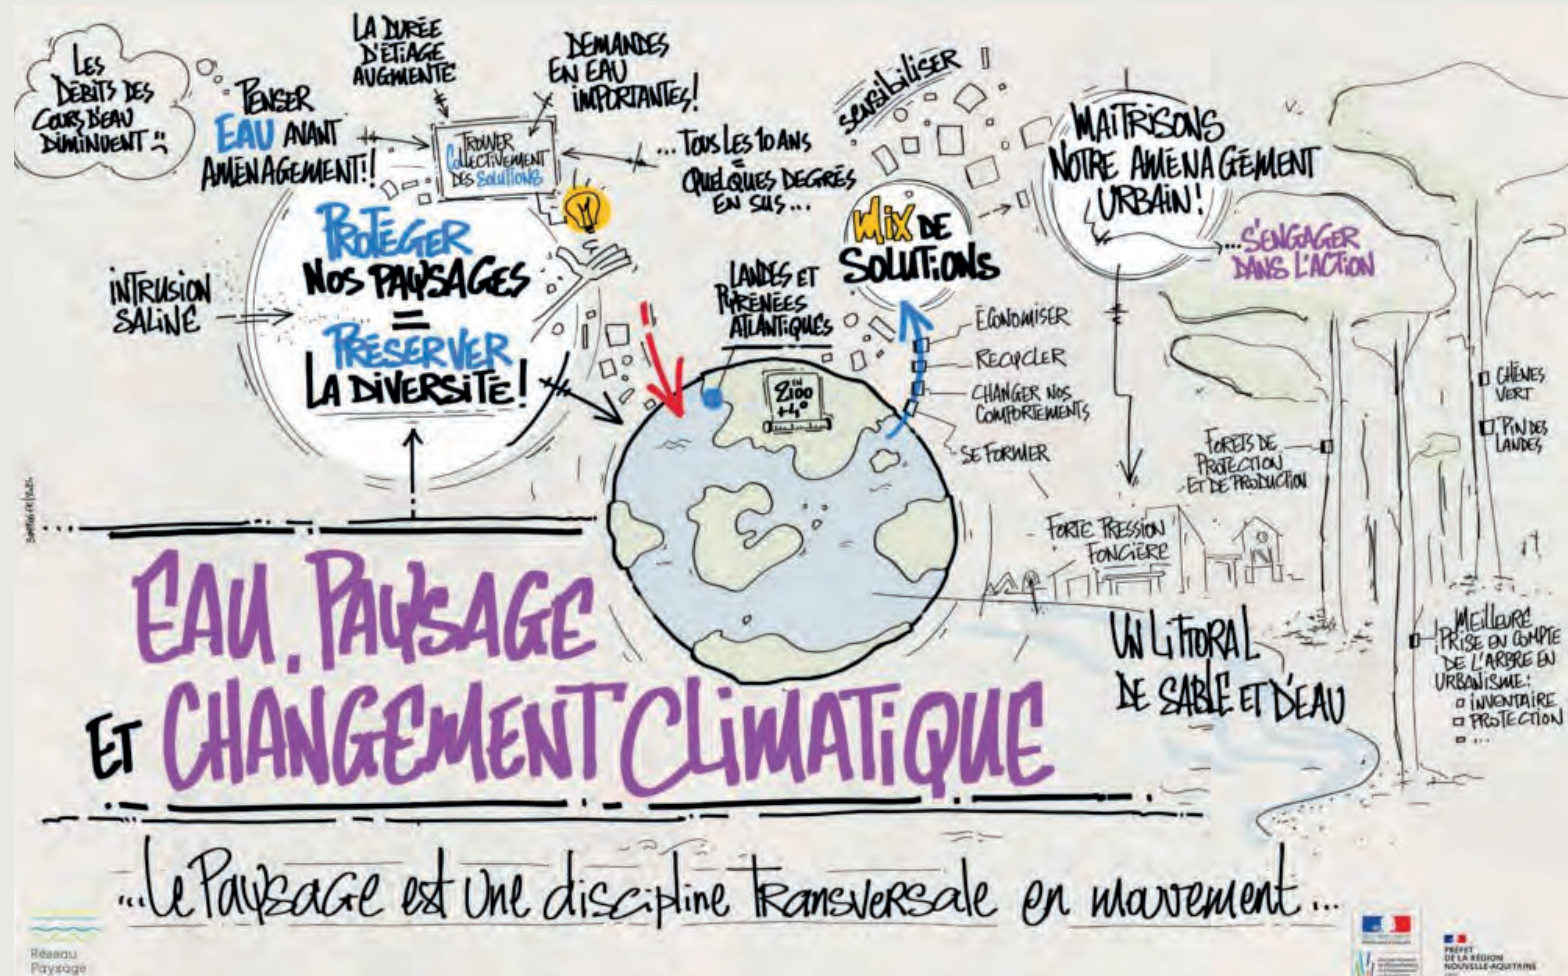 LES
DÉBITS DES
COURS D'EAU
DIMINUENT
PENSER
EAU AVANT
AMÉNAGEMENT!!
LA DURÉE
D'ÉTIAGE
AUGMENTE
DEMANDES
EN EAU
IMPORTANTES!
TROUVER
COLLECTIVEMENT
DES SOLUTIONS
... TOUS LES 10 ANS
=
QUELQUES DEGRÉS
EN SUS...
INTRUSION
SALINE
PROTÉGER
NOS PAYSAGES
=
PRÉSERVER
LA DIVERSITÉ!
LANDES ET
PYRÉNÉES
ATLANTIQUES
IN
2100
+4°
SENSIBILISER
MIX DE
SOLUTIONS
ÉCONOMISER
RECYCLER
CHANGER NOS
COMPORTEMENTS
SE FORMER
MAÎTRISONS
NOTRE AMÉNAGEMENT
URBAIN!
...S'ENGAGER
DANS L'ACTION
CHÊNES
VERT
PIN DES
LANDES
FORETS DE
PROTECTION
ET DE PRODUCTION
FORTE PRESSION
FONCIÈRE
UN LITTORAL
DE SABLE ET D'EAU
MEILLEURE
PRISE EN COMPTE
DE L'ARBRE EN
URBANISME:
INVENTAIRE
PROTECTION
...
EAU, PAYSAGE
ET CHANGEMENT CLIMATIQUE
...Le Paysage est une discipline transversale en mouvement...
Réseau
Paysage
PRÉFET
DE LA RÉGION
NOUVELLE-AQUITAINE